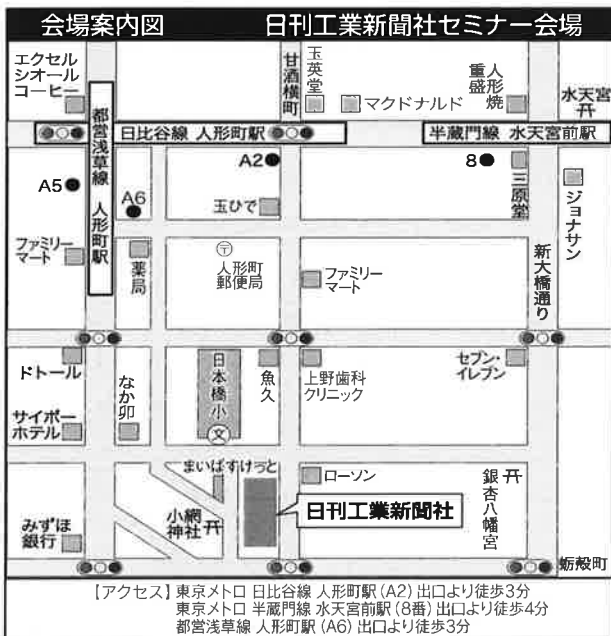 会場案内図 日刊工業新聞社セミナー会場
エクセル
シオール
コーヒー
甘酒横町
玉英堂
マクドナルド
重盛
人形焼
水天宮
都営浅草線 人形町駅
日比谷線 人形町駅
半蔵門線 水天宮前駅
A5
A6
A2
8
三原堂
ジョナサン
玉ひで
ファミリー
マート
薬局
〒
人形町
郵便局
ファミリー
マート
新大橋通り
ドトール
なか卯
日本橋小
文
魚久
上野歯科
クリニック
セブン-
イレブン
サイボー
ホテル
まいばすけっと
ローソン
銀杏八幡宮
みずほ
銀行
小網
神社
日刊工業新聞社
蛎殻町
【アクセス】東京メトロ 日比谷線 人形町駅(A2)出口より徒歩3分
東京メトロ 半蔵門線 水天宮前駅(8番)出口より徒歩4分
都営浅草線 人形町駅(A6)出口より徒歩3分